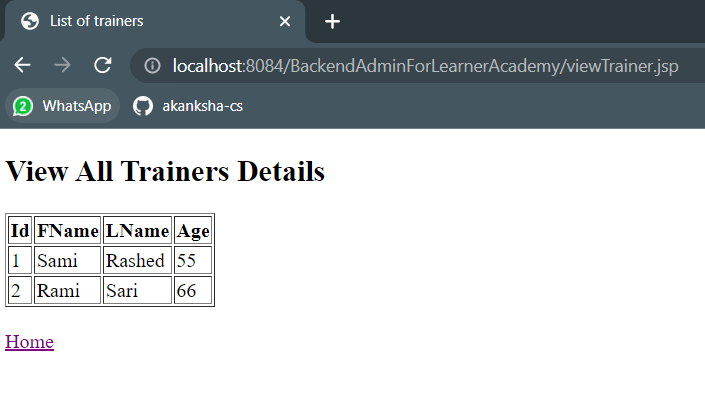 List of trainers
localhost:8084/BackendAdminForLearnerAcademy/viewTrainer.jsp
2 WhatsApp akanksha-cs
View All Trainers Details
Id FName LName Age
1 Sami Rashed 55
2 Rami Sari 66
Home